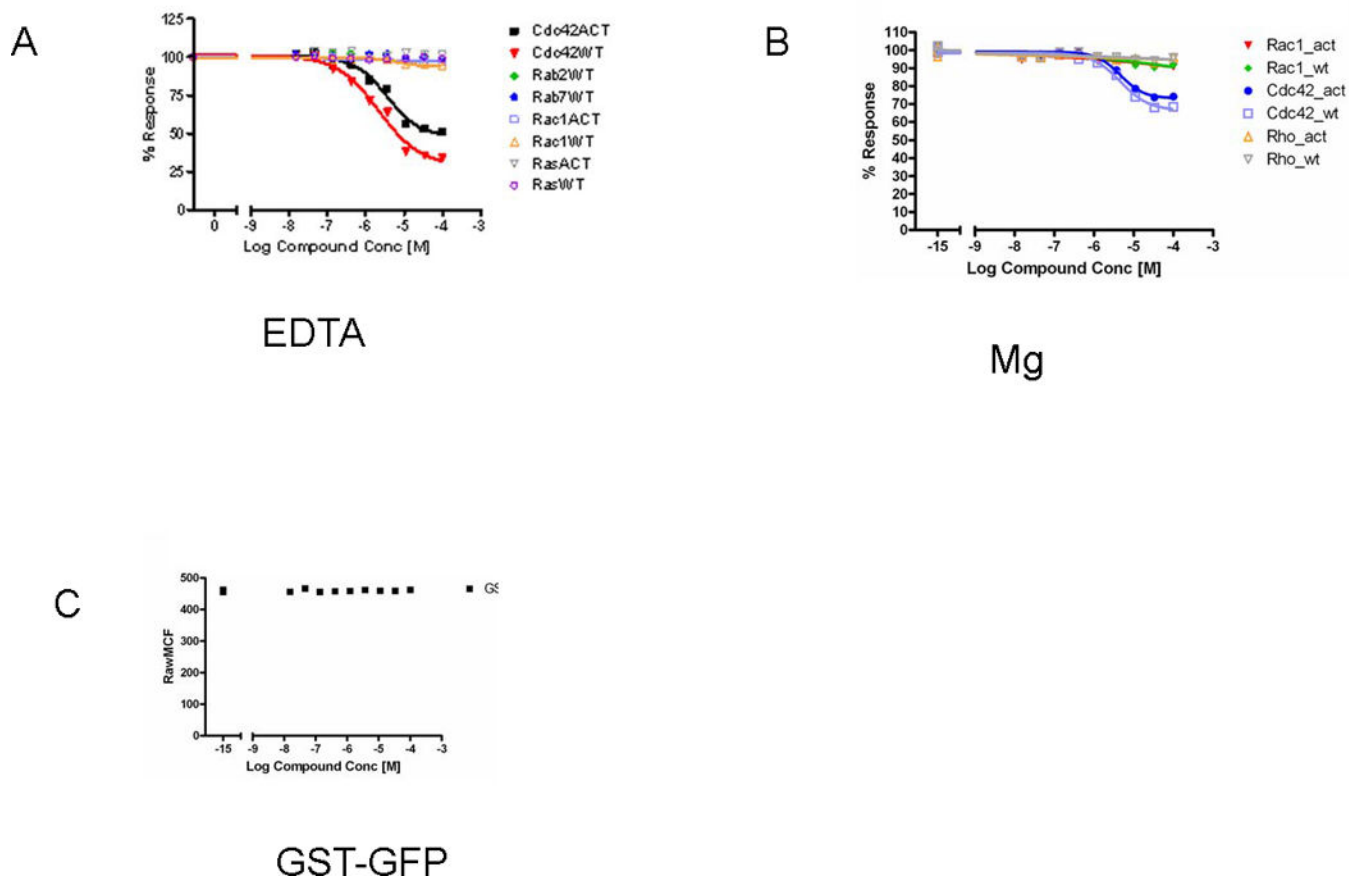 A
125
100
75
50
25
0
% Response
0 -9 -8 -7 -6 -5 -4 -3
Log Compound Conc [M]
Cdc42ACT
Cdc42WT
Rab2WT
Rab7WT
Rac1ACT
Rac1WT
RasACT
RasWT
EDTA
B
110
100
90
80
70
60
50
40
30
20
10
0
% Response
-15 -9 -8 -7 -6 -5 -4 -3
Log Compound Conc [M]
Rac1_act
Rac1_wt
Cdc42_act
Cdc42_wt
Rho_act
Rho_wt
Mg
C
500
400
300
200
100
0
RawMCF
-15 -9 -8 -7 -6 -5 -4 -3
Log Compound Conc [M]
GST-GFP